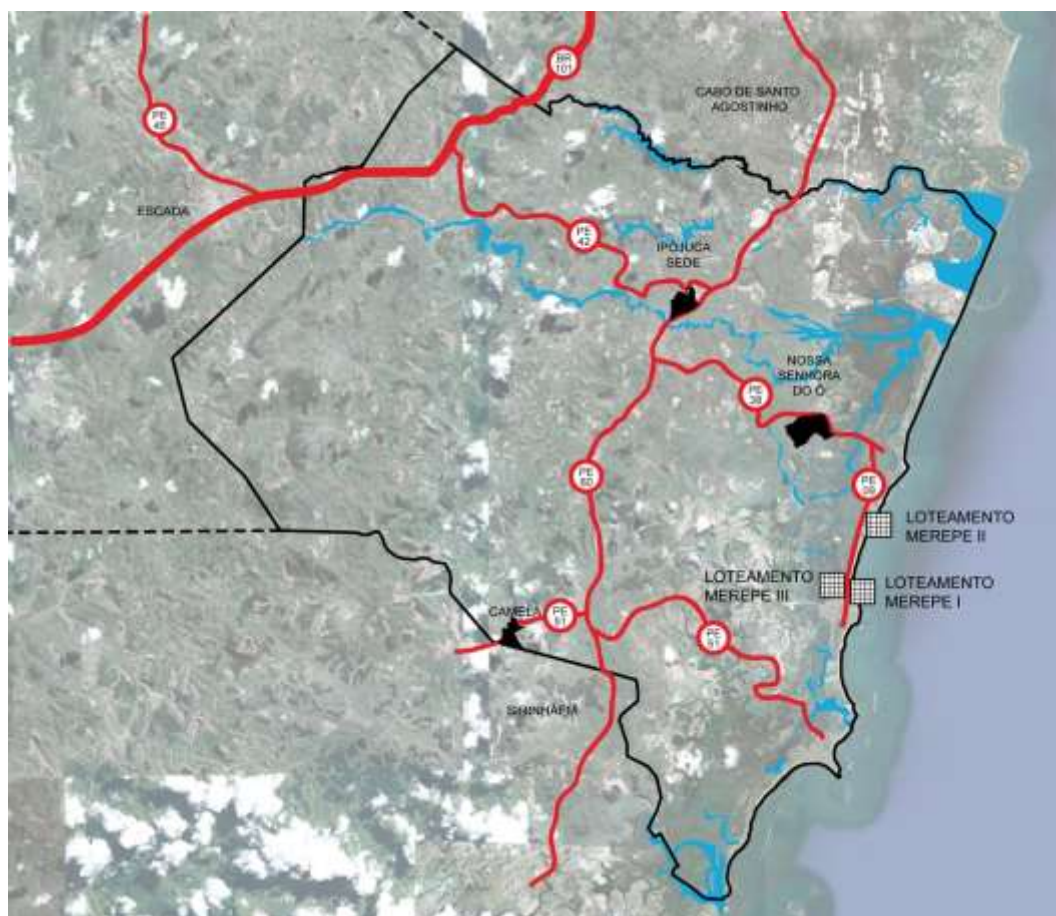 BR
101
CABO DE SANTO
AGOSTINHO
PE
45
ESCADA
PE
42
IPOJUCA
SEDE
NOSSA
SENHORA
DO Ó
PE
38
PE
60
PE
09
LOTEAMENTO
MEREPE II
LOTEAMENTO
MEREPE III
LOTEAMENTO
MEREPE I
CAMELA
PE
51
PE
51